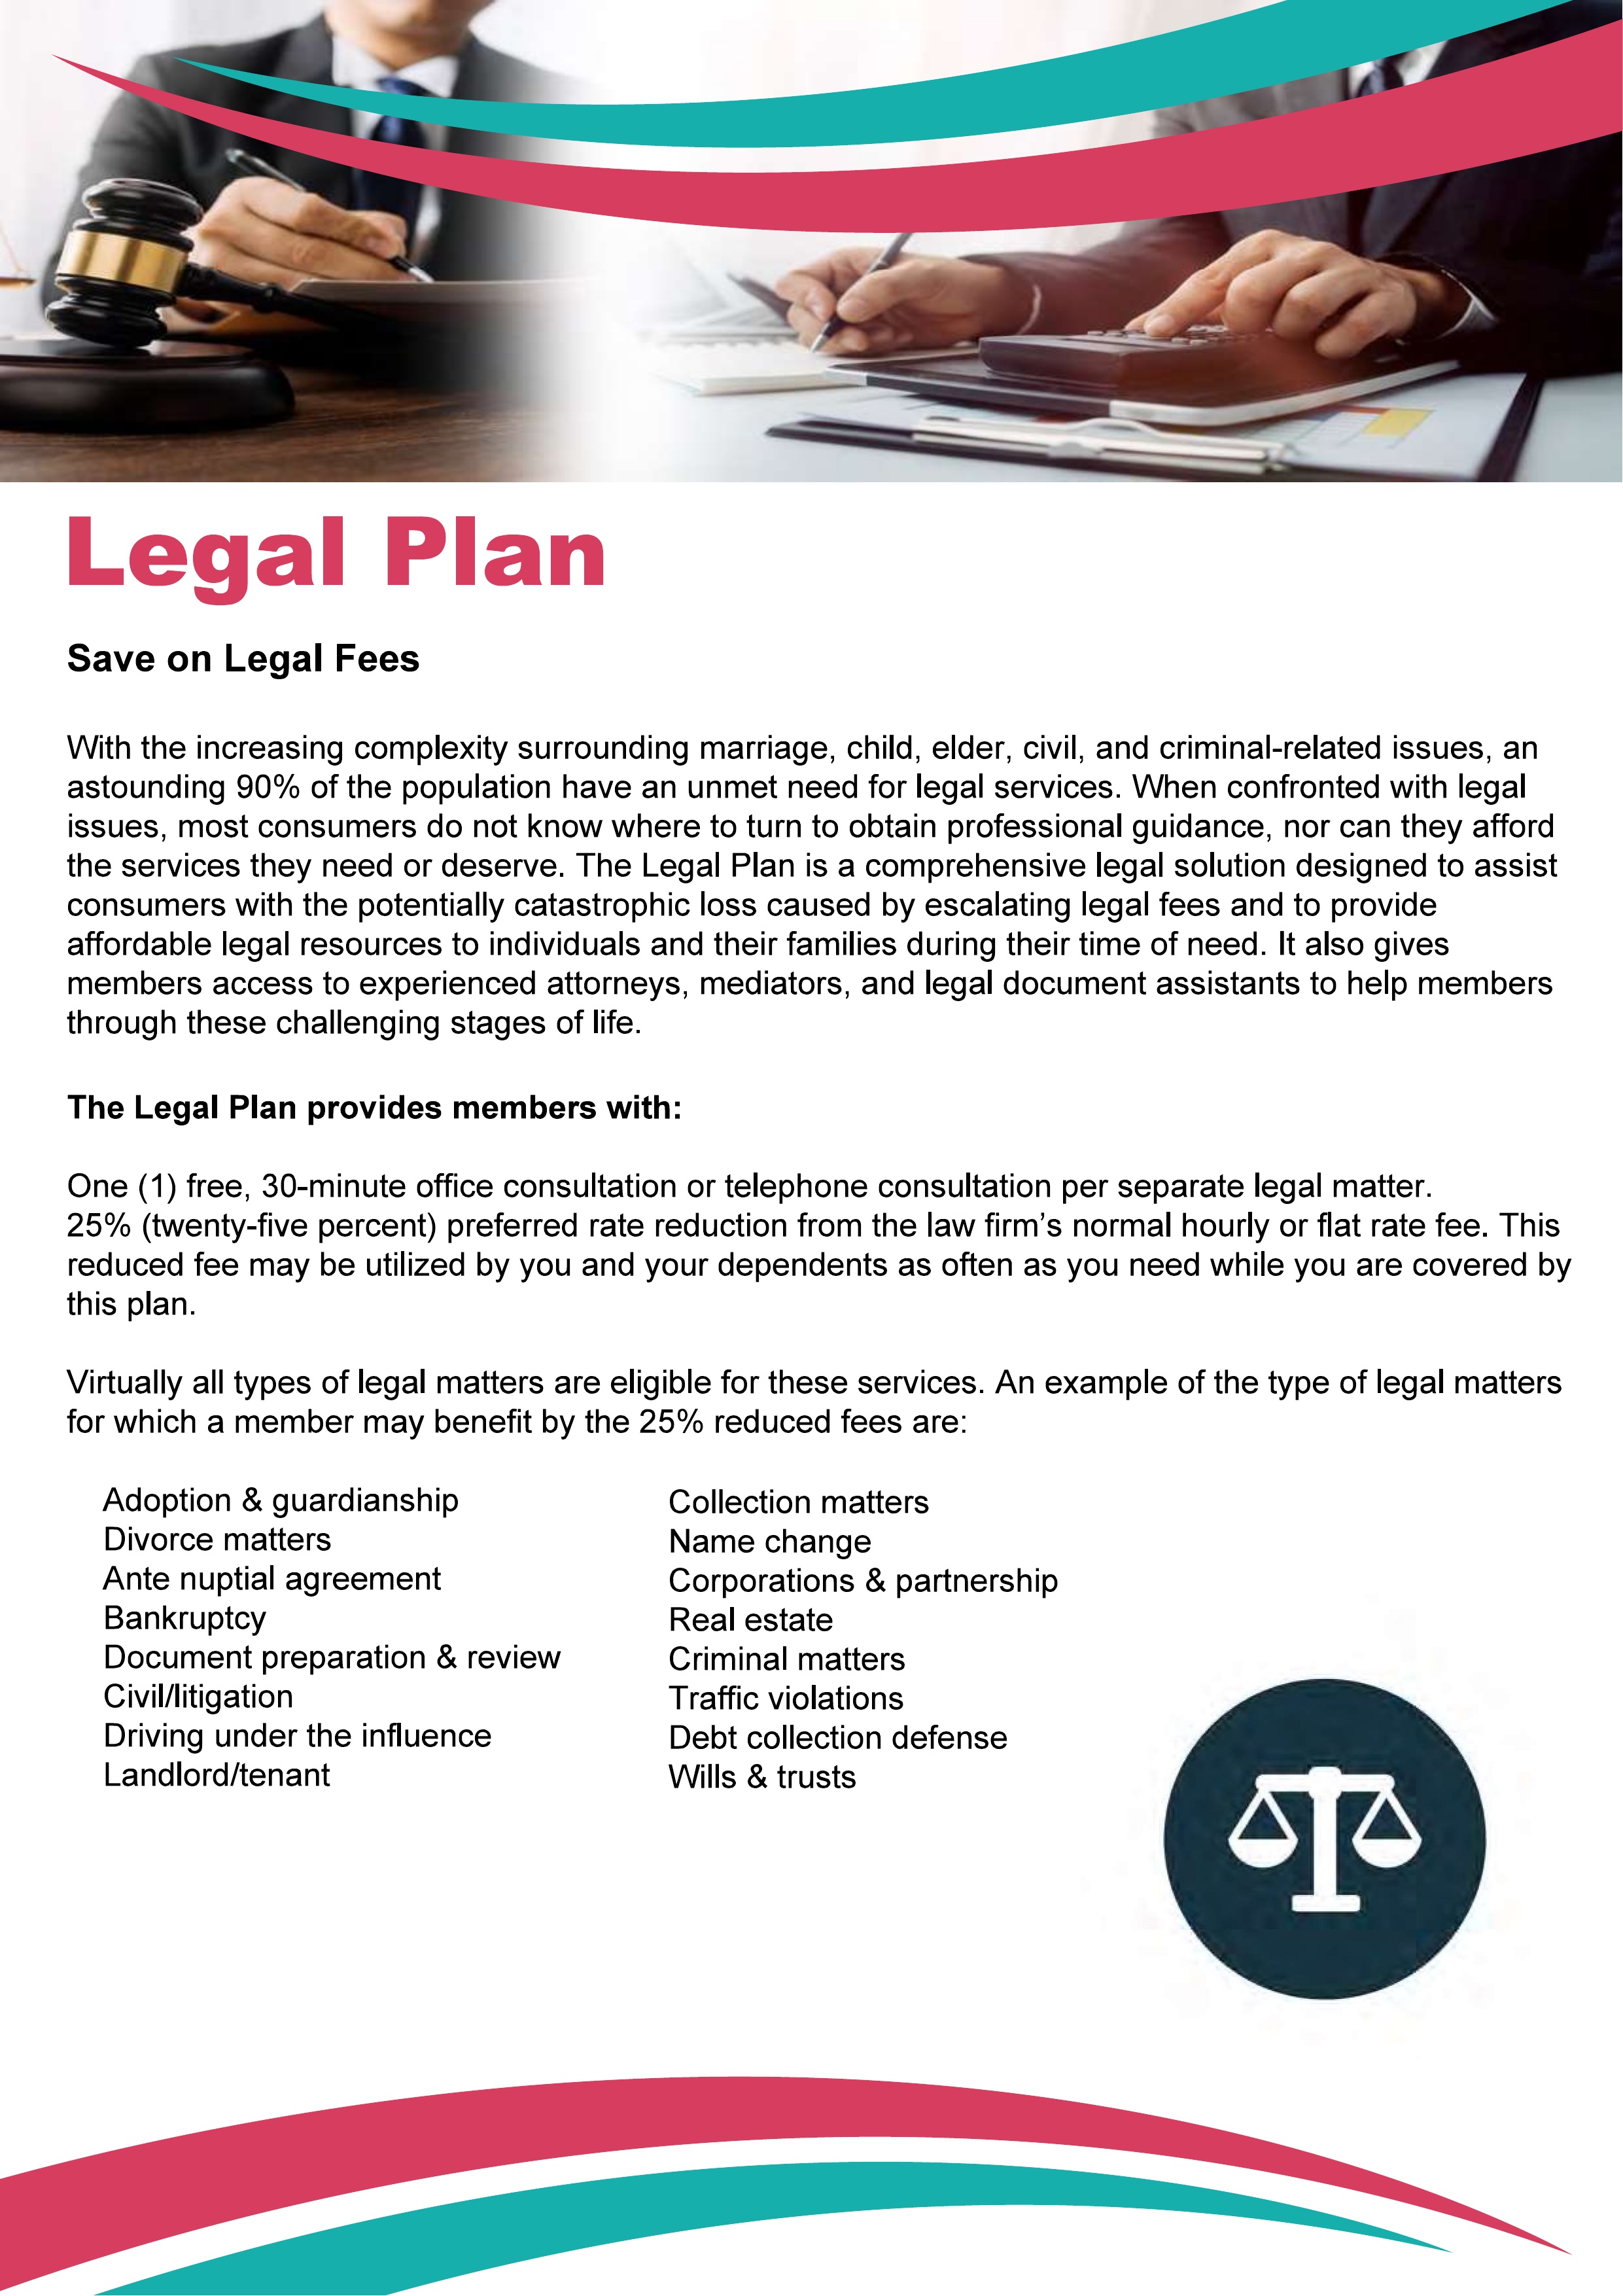 Legal Plan
Save on Legal Fees
With the increasing complexity surrounding marriage, child, elder, civil, and criminal-related issues, an
astounding 90% of the population have an unmet need for legal services. When confronted with legal
issues, most consumers do not know where to turn to obtain professional guidance, nor can they afford
the services they need or deserve. The Legal Plan is a comprehensive legal solution designed to assist
consumers with the potentially catastrophic loss caused by escalating legal fees and to provide
affordable legal resources to individuals and their families during their time of need. It also gives
members access to experienced attorneys, mediators, and legal document assistants to help members
through these challenging stages of life.
The Legal Plan provides members with:
One (1) free, 30-minute office consultation or telephone consultation per separate legal matter.
25% (twenty-five percent) preferred rate reduction from the law firm’s normal hourly or flat rate fee. This
reduced fee may be utilized by you and your dependents as often as you need while you are covered by
this plan.
Virtually all types of legal matters are eligible for these services. An example of the type of legal matters
for which a member may benefit by the 25% reduced fees are:
Adoption & guardianship
Divorce matters
Ante nuptial agreement
Bankruptcy
Document preparation & review
Civil/litigation
Driving under the influence
Landlord/tenant
Collection matters
Name change
Corporations & partnership
Real estate
Criminal matters
Traffic violations
Debt collection defense
Wills & trusts